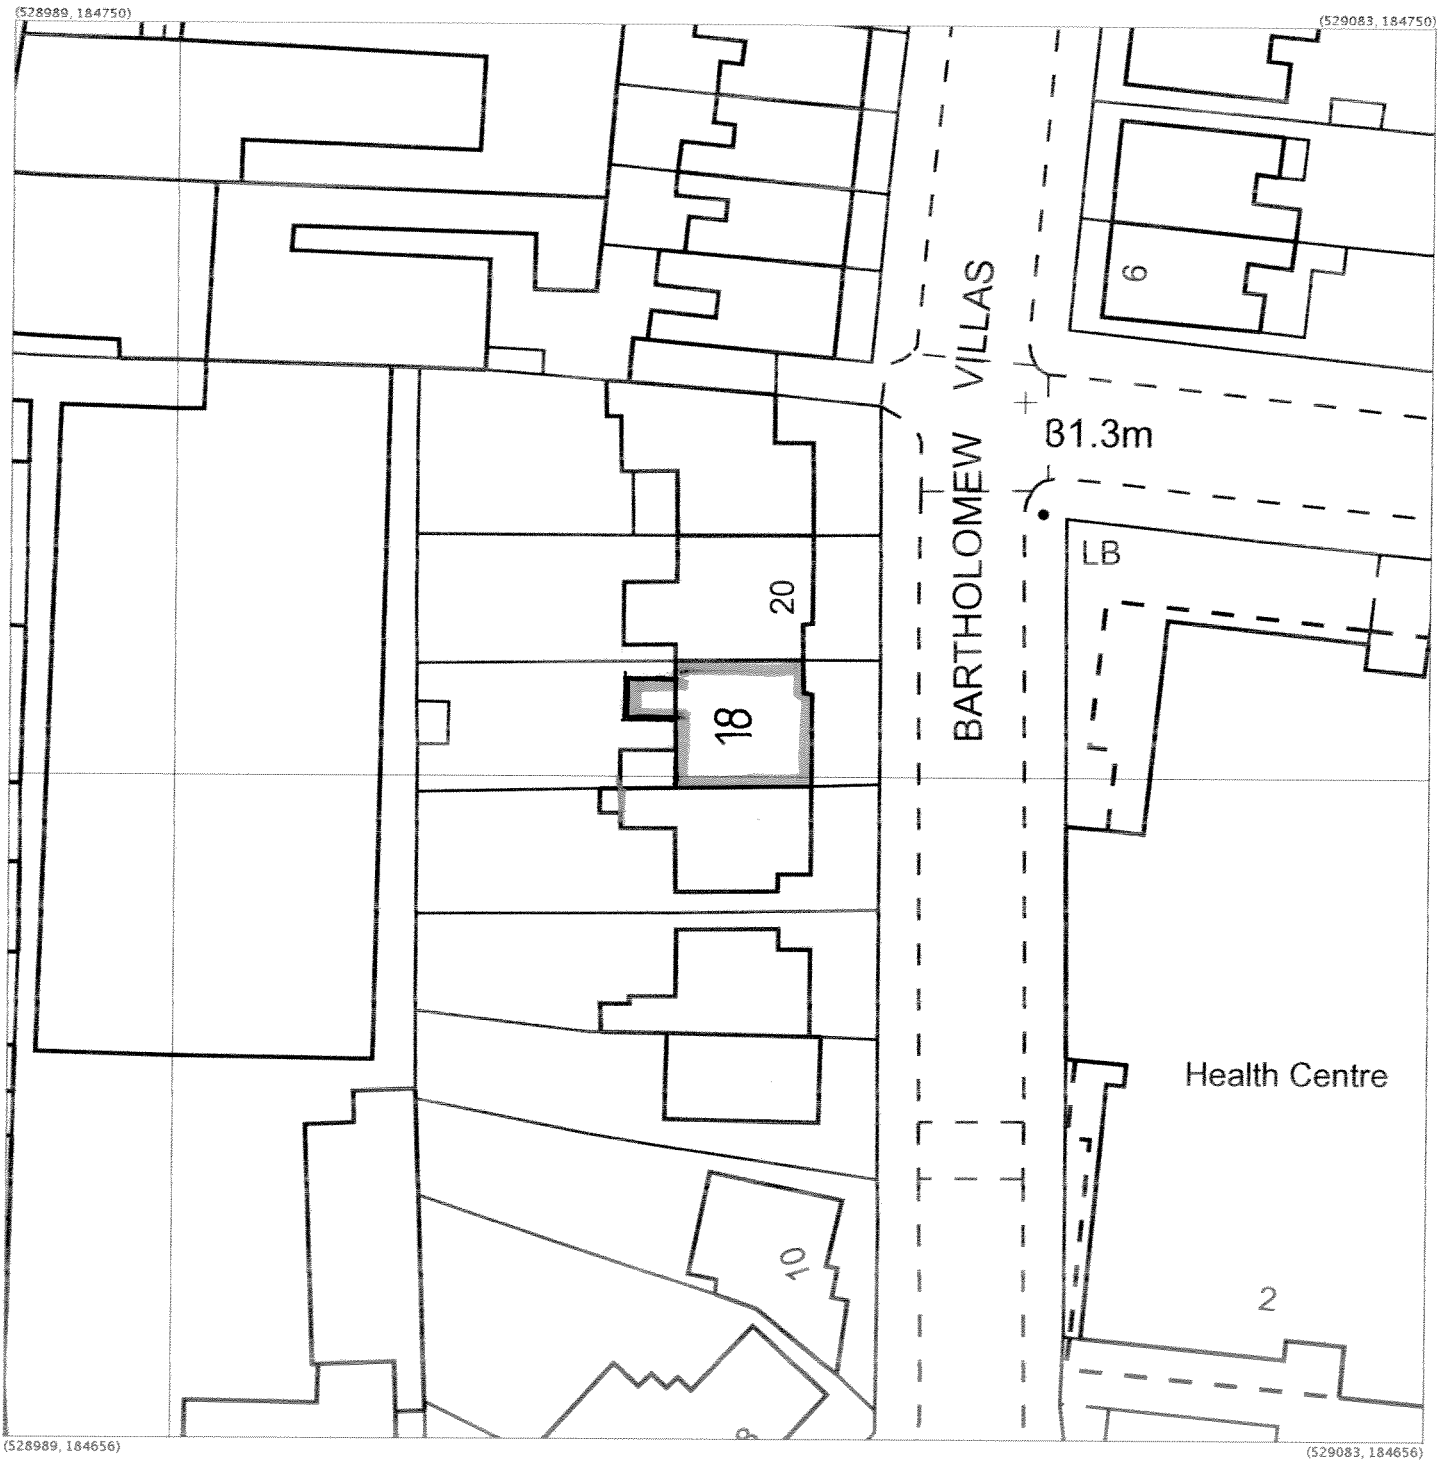 (528989, 184750)
(529083, 184750)
6
BARTHOLOMEW VILLAS
31.3m
LB
20
18
Health Centre
10
2
(528989, 184656)
(529083, 184656)